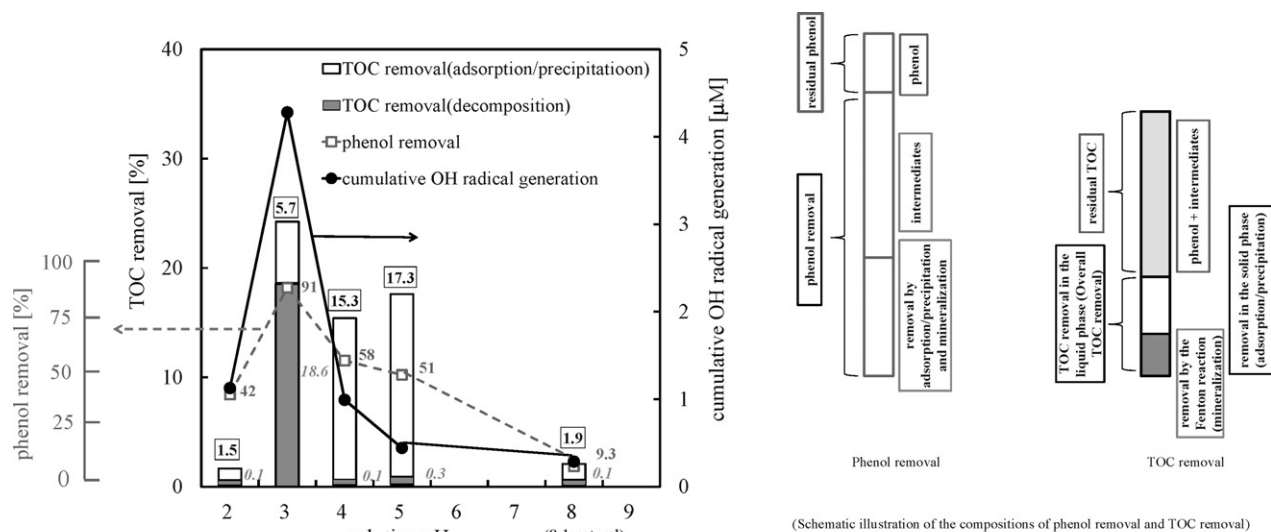 40
30
20
10
0
TOC removal [%]
100
75
50
25
0
phenol removal [%]
TOC removal(adsorption/precipitatioon)
TOC removal(decomposition)
phenol removal
cumulative OH radical generation
5
4
3
2
1
0
cumulative OH radical generation [µM]
5.7
91
15.3
17.3
18.6
58
51
42
1.5
0.1
0.1
0.3
1.9
9.3
0.1
2 3 4 5 6 7 8 9
residual phenol
phenol
phenol removal
intermediates
removal by
adsorption/precipitation
and mineralization
Phenol removal
residual TOC
phenol + intermediates
TOC removal in the
liquid phase (Overall
TOC removal)
removal by the
Fenton reaction
(mineralization)
removal in the solid phase
(adsorption/precipitation)
TOC removal
(Schematic illustration of the compositions of phenol removal and TOC removal)